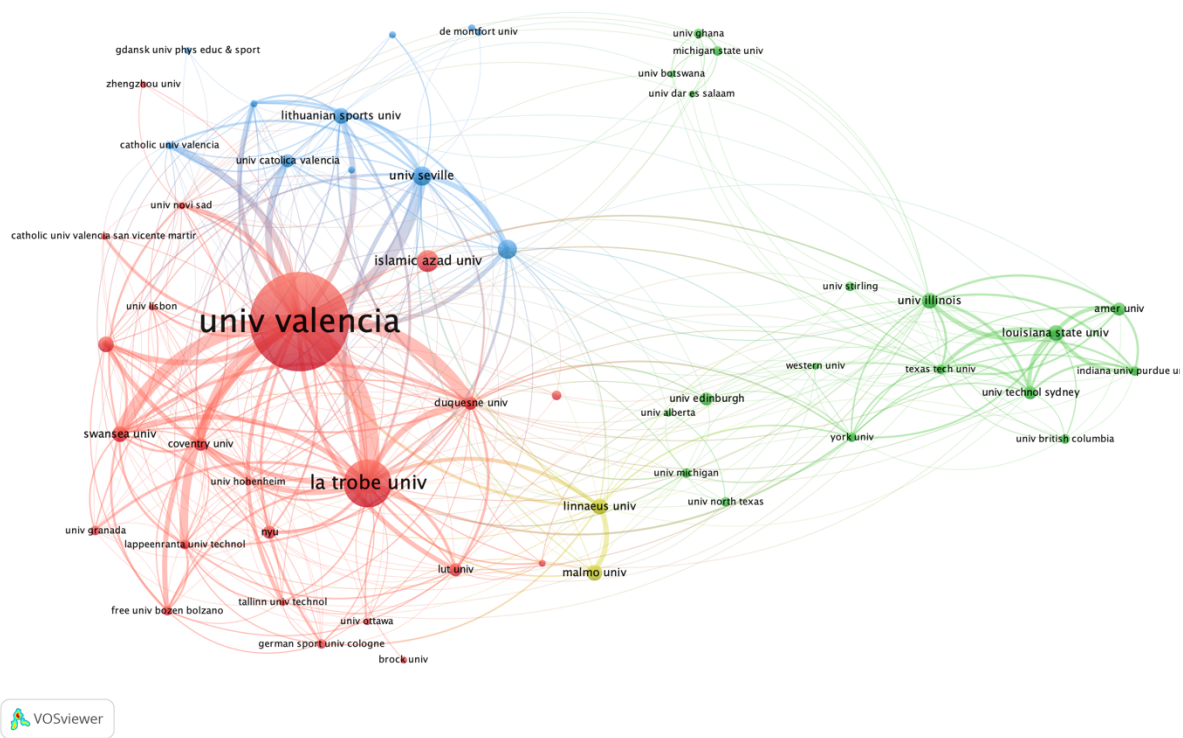 de montfort univ
univ ghana
gdansk univ phys educ & sport
michigan state univ
univ botswana
zhengzhou univ
univ dar es salaam
lithuanian sports univ
catholic univ valencia
univ catolica valencia
univ seville
univ novi sad
catholic univ valencia san vicente martir
islamic azad univ
univ stirling
univ illinois
univ lisbon
amer univ
univ valencia
louisiana state univ
western univ
texas tech univ
indiana univ purdue un
univ technol sydney
duquesne univ
univ edinburgh
univ alberta
swansea univ
coventry univ
york univ
univ british columbia
univ michigan
univ hohenheim
la trobe univ
univ north texas
linnaeus univ
univ granada
nyu
lappeenranta univ technol
lut univ
malmo univ
tallinn univ technol
free univ bozen bolzano
univ ottawa
german sport univ cologne
brock univ
VOSviewer